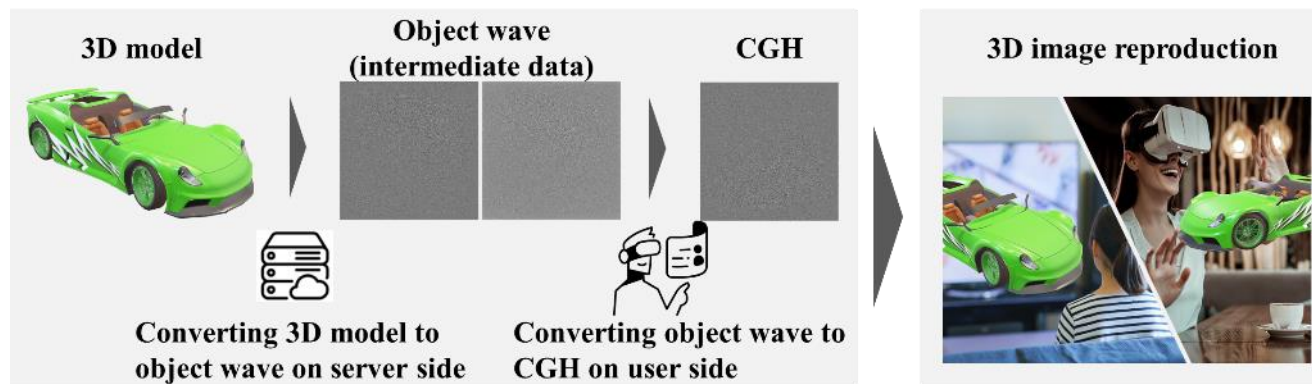 3D model
Object wave
(intermediate data)
CGH
Converting 3D model to
object wave on server side
Converting object wave to
CGH on user side
3D image reproduction